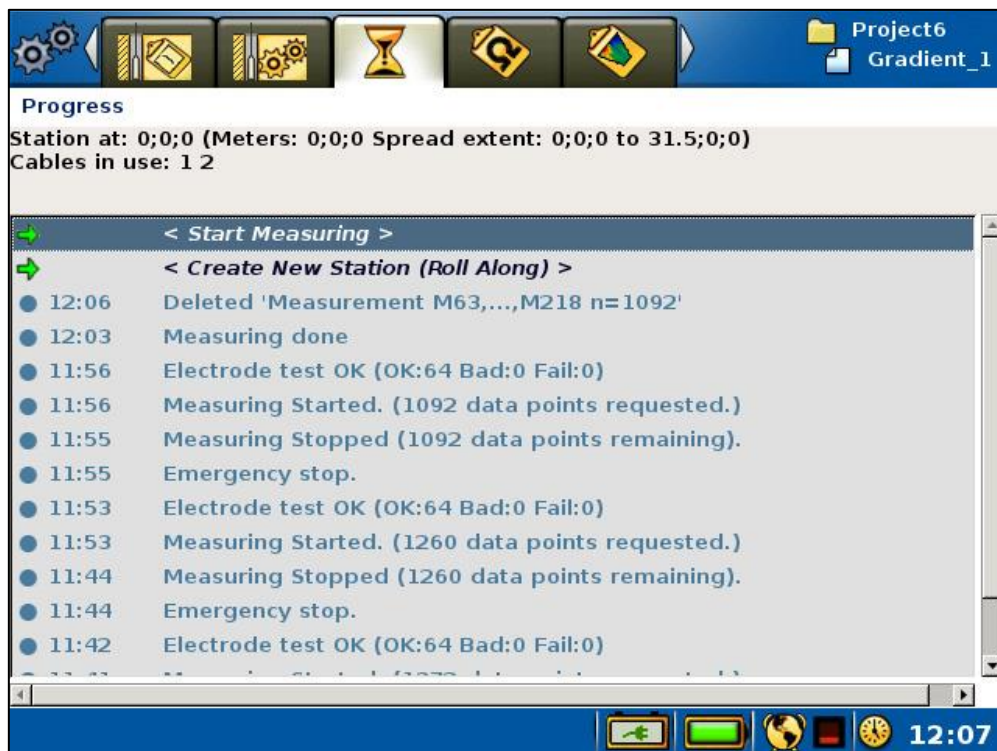 Project6
Gradient_1
Progress
Station at: 0;0;0 (Meters: 0;0;0 Spread extent: 0;0;0 to 31.5;0;0)
Cables in use: 1 2
< Start Measuring >
< Create New Station (Roll Along) >
12:06 Deleted 'Measurement M63,...,M218 n=1092'
12:03 Measuring done
11:56 Electrode test OK (OK:64 Bad:0 Fail:0)
11:56 Measuring Started. (1092 data points requested.)
11:55 Measuring Stopped (1092 data points remaining).
11:55 Emergency stop.
11:53 Electrode test OK (OK:64 Bad:0 Fail:0)
11:53 Measuring Started. (1260 data points requested.)
11:44 Measuring Stopped (1260 data points remaining).
11:44 Emergency stop.
11:42 Electrode test OK (OK:64 Bad:0 Fail:0)
12:07